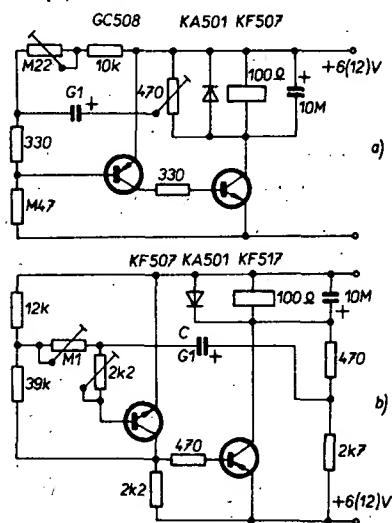 GC508 KA501 KF507
+6(12)V
M22
10k
G1 +
470
100Ω
+
10M
330
a)
330
M47
KF507 KA501 KF517
12k
100Ω
10M
+
M1
C
G1 +
2k2
470
39k
b)
470
2k7
2k2
+6(12)V